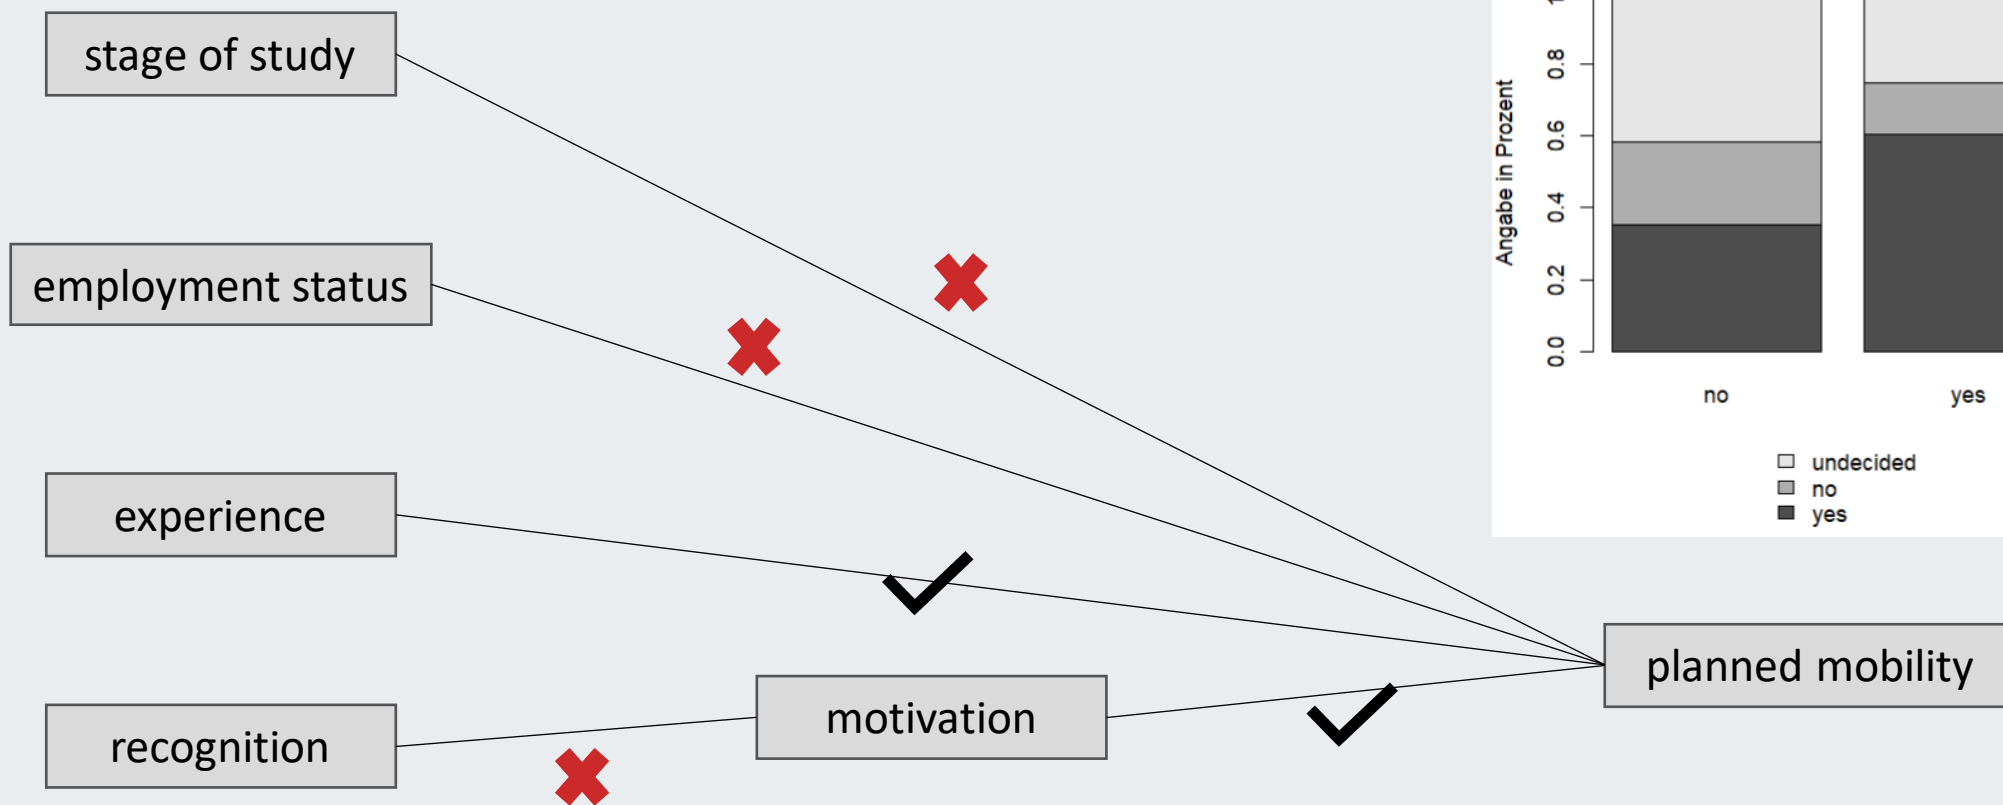 stage of study
employment status
experience
recognition
motivation
planned mobility
Angabe in Prozent
0.8
0.6
0.4
0.2
0.0
no
yes
undecided
no
yes